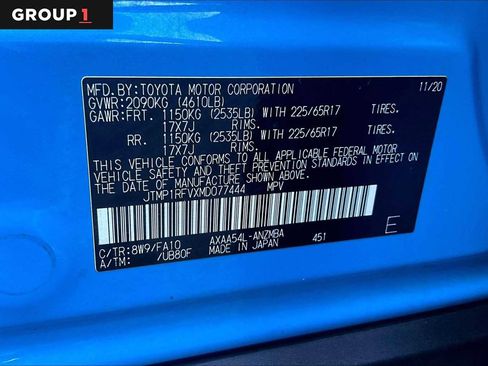 GROUP 1
MFD. BY: TOYOTA MOTOR CORPORATION 11/20
GVWR: 2090KG (4610LB)
GAWR: FRT. 1150KG (2535LB) WITH 225/65R17 TIRES.
17X7J RIMS.
RR. 1150KG (2535LB) WITH 225/65R17 TIRES.
17X7J RIMS.
THIS VEHICLE CONFORMS TO ALL APPLICABLE FEDERAL MOTOR
VEHICLE SAFETY AND THEFT PREVENTION STANDARDS IN EFFECT
ON THE DATE OF MANUFACTURE SHOWN ABOVE.
JTMP1RFVXMD077444 MPV
C/TR: 8W9/FA10 AXAA54L-ANZMBA 451 E
A/TM: /UB80F MADE IN JAPAN